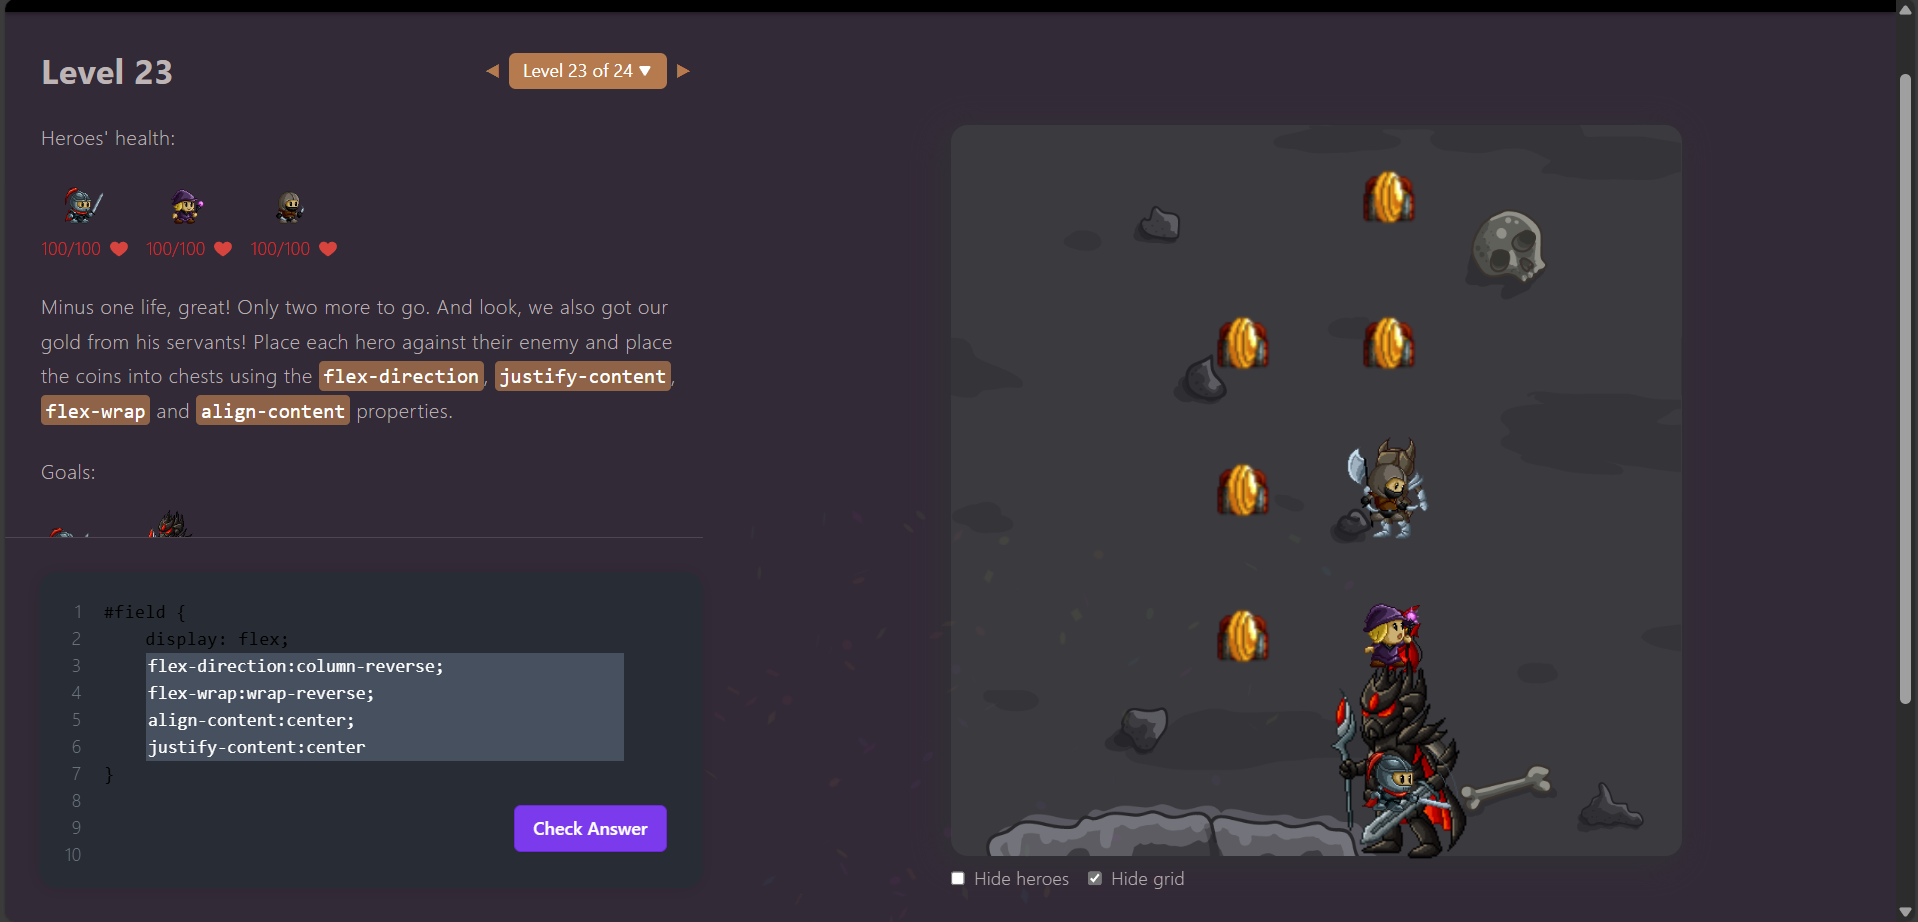 Level 23
Level 23 of 24 ▼
Heroes' health:
100/100 100/100 100/100
Minus one life, great! Only two more to go. And look, we also got our
gold from his servants! Place each hero against their enemy and place
the coins into chests using the flex-direction, justify-content,
flex-wrap and align-content properties.
Goals:
1 #field {
2 display: flex;
3 flex-direction:column-reverse;
4 flex-wrap:wrap-reverse;
5 align-content:center;
6 justify-content:center
7 }
8
9
10
Check Answer
Hide heroes Hide grid